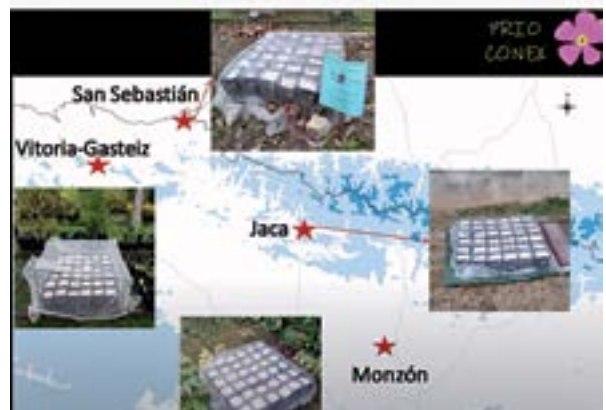 PRIO
CONEX
San Sebastián
Vitoria-Gasteiz
Jaca
Monzón